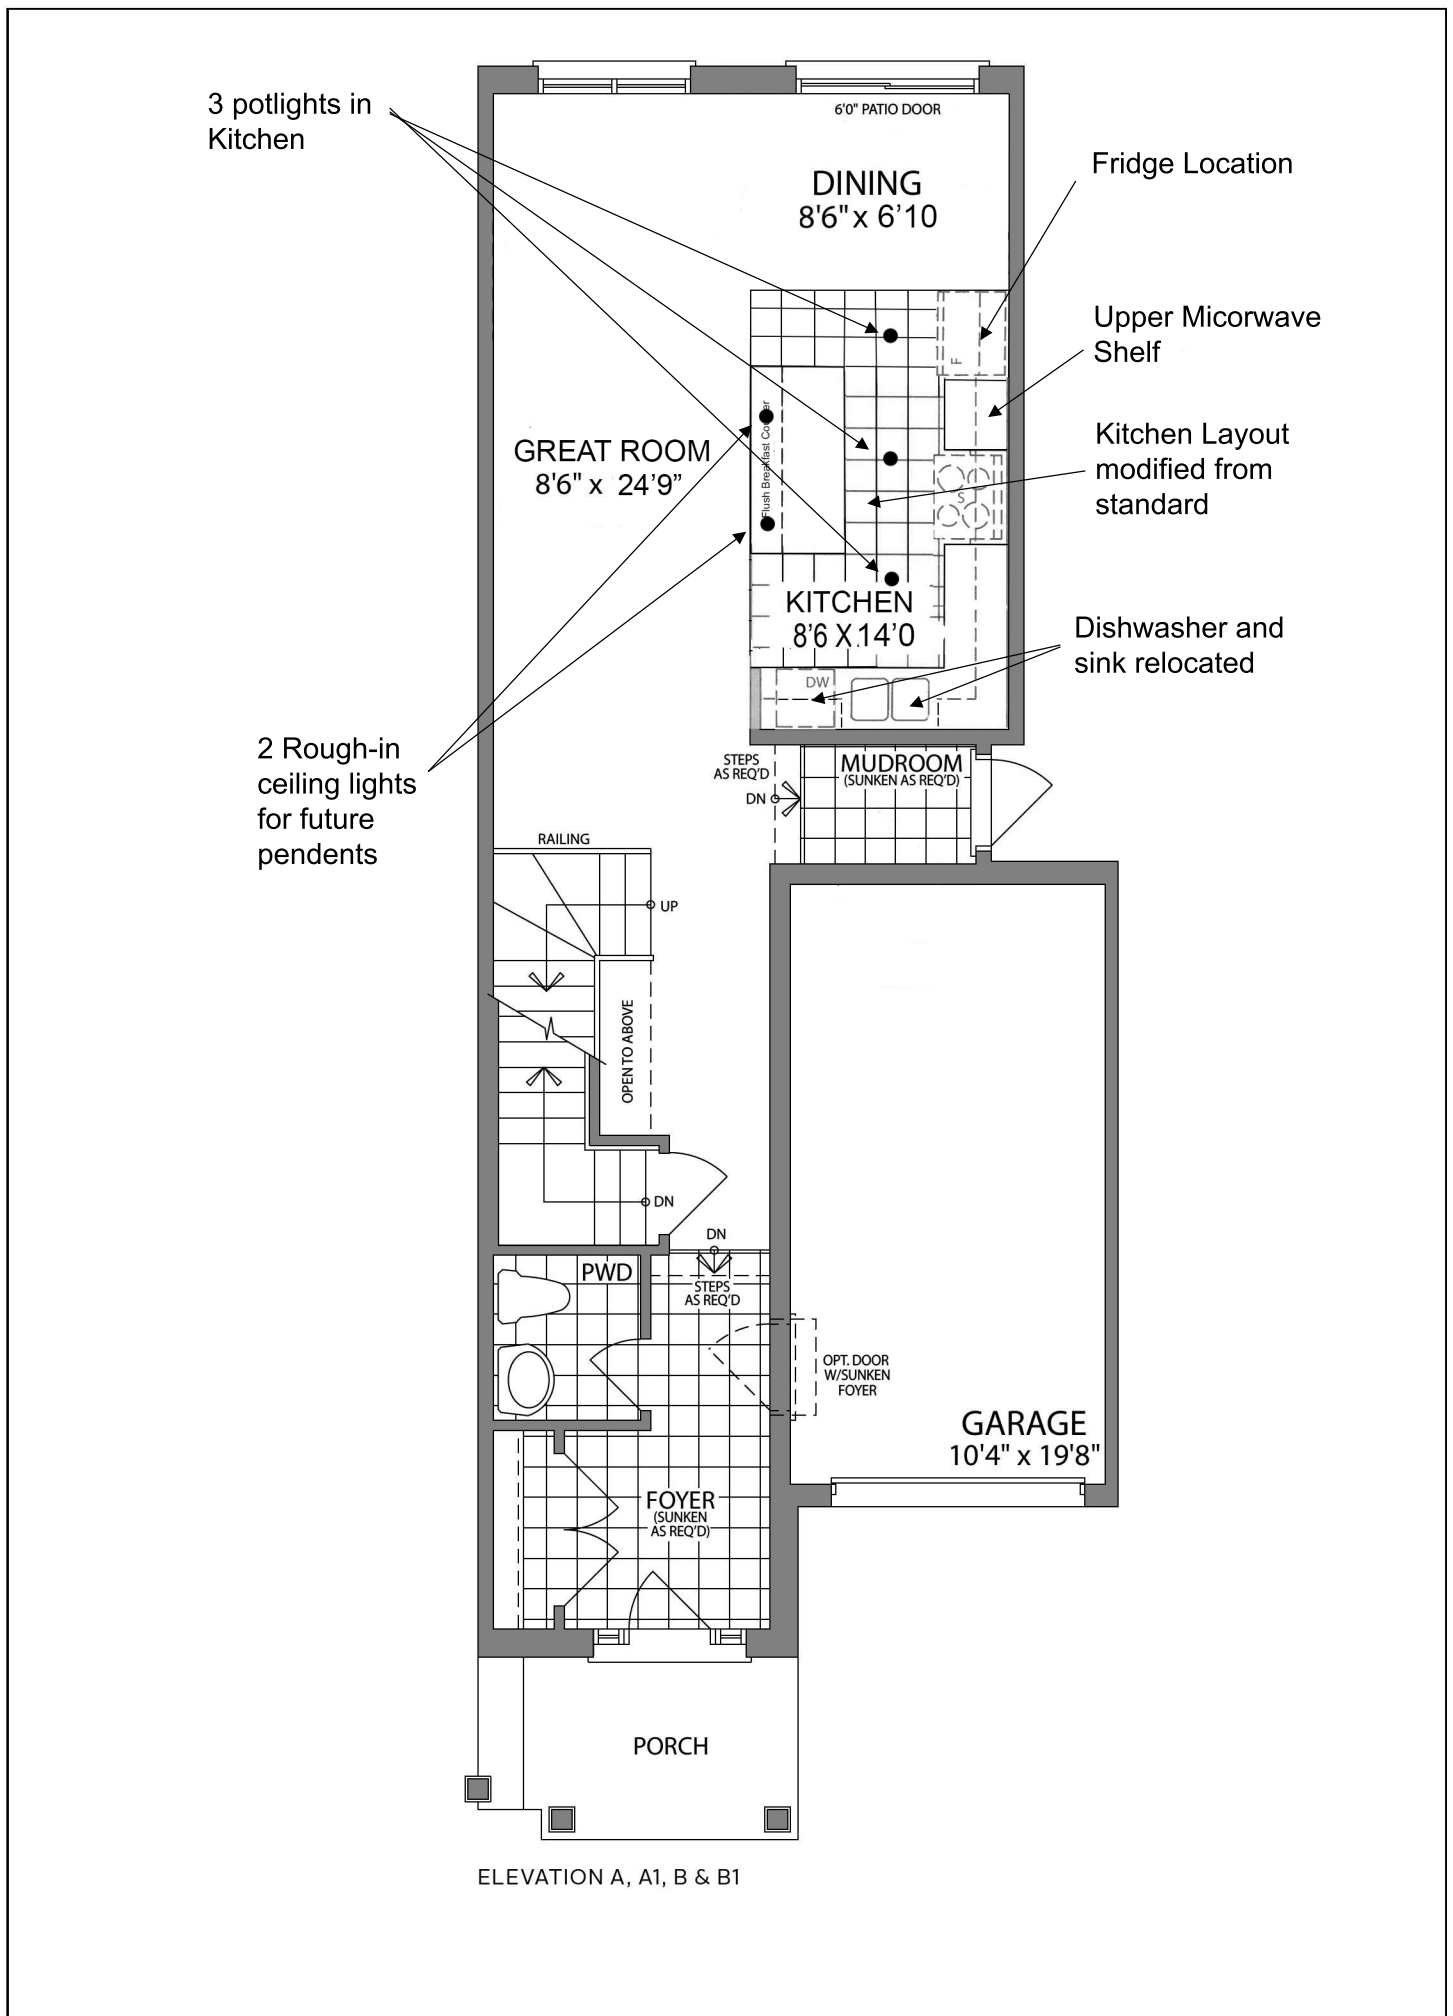 3 potlights in
Kitchen
6'0" PATIO DOOR
DINING
8'6" x 6’10
Fridge Location
Upper Micorwave
Shelf
F
Kitchen Layout
modified from
standard
GREAT ROOM
8'6" x 24’9”
Flush Breakfast Counter
S
KITCHEN
8’6 X 14’0
Dishwasher and
sink relocated
DW
2 Rough-in
ceiling lights
for future
pendents
STEPS
AS REQ'D
DN
MUDROOM
(SUNKEN AS REQ'D)
RAILING
UP
OPEN TO ABOVE
DN
DN
STEPS
AS REQ'D
PWD
OPT. DOOR
W/SUNKEN
FOYER
GARAGE
10'4" x 19'8"
FOYER
(SUNKEN
AS REQ'D)
PORCH
ELEVATION A, A1, B & B1